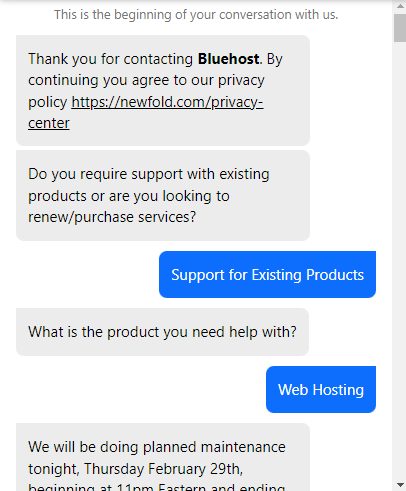 This is the beginning of your conversation with us.
Thank you for contacting Bluehost. By
continuing you agree to our privacy
policy https://newfold.com/privacy-
center
Do you require support with existing
products or are you looking to
renew/purchase services?
Support for Existing Products
What is the product you need help with?
Web Hosting
We will be doing planned maintenance
tonight, Thursday February 29th,
beginning at 11pm Eastern and ending